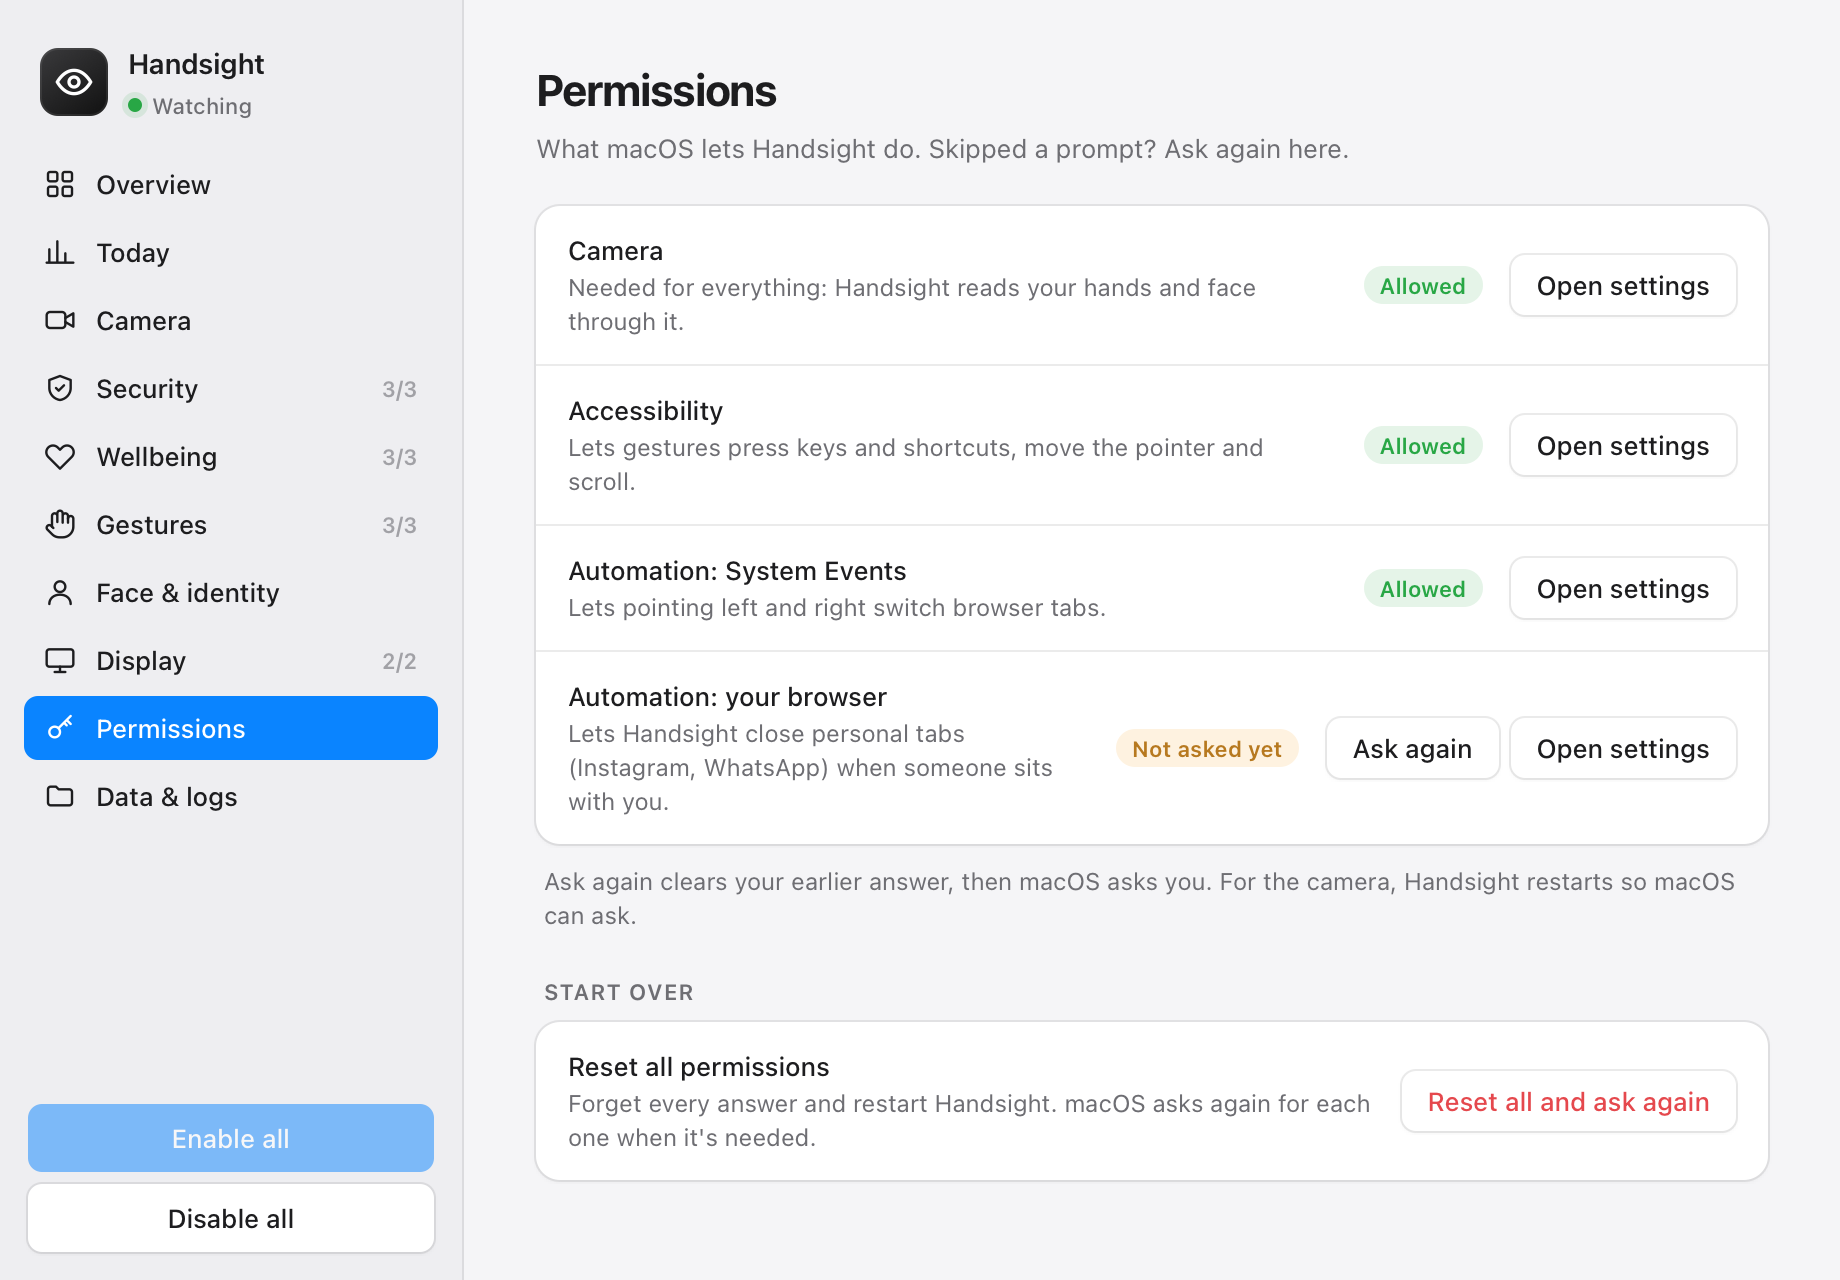 Handsight
Watching
Overview
Today
Camera
Security 3/3
Wellbeing 3/3
Gestures 3/3
Face & identity
Display 2/2
Permissions
Data & logs
Enable all
Disable all
Permissions
What macOS lets Handsight do. Skipped a prompt? Ask again here.
Camera
Needed for everything: Handsight reads your hands and face
through it.
Allowed
Open settings
Accessibility
Lets gestures press keys and shortcuts, move the pointer and
scroll.
Allowed
Open settings
Automation: System Events
Lets pointing left and right switch browser tabs.
Allowed
Open settings
Automation: your browser
Lets Handsight close personal tabs
(Instagram, WhatsApp) when someone sits
with you.
Not asked yet
Ask again
Open settings
Ask again clears your earlier answer, then macOS asks you. For the camera, Handsight restarts so macOS
can ask.
START OVER
Reset all permissions
Forget every answer and restart Handsight. macOS asks again for each
one when it's needed.
Reset all and ask again